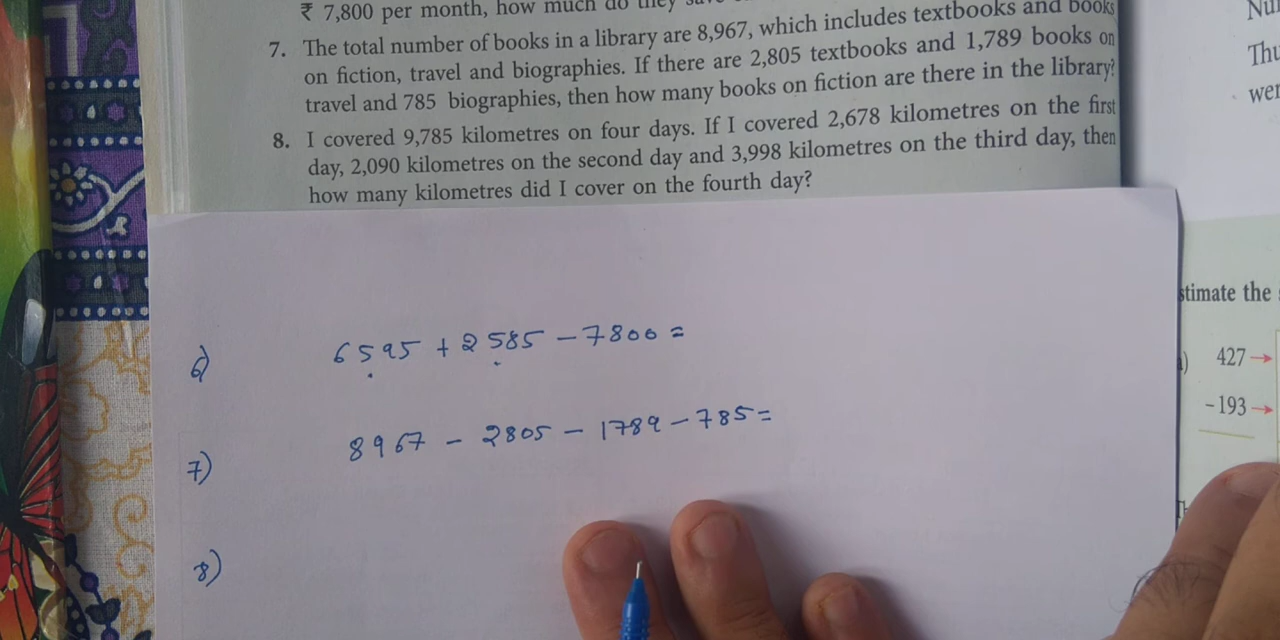 ₹ 7,800 per month, how much do they
7. The total number of books in a library are 8,967, which includes textbooks and books
on fiction, travel and biographies. If there are 2,805 textbooks and 1,789 books on
travel and 785 biographies, then how many books on fiction are there in the library?
8. I covered 9,785 kilometres on four days. If I covered 2,678 kilometres on the first
day, 2,090 kilometres on the second day and 3,998 kilometres on the third day, then
how many kilometres did I cover on the fourth day?
6) 6595 + 2585 - 7800 =
7) 8967 - 2805 - 1789 - 785 =
8)
stimate the
427 →
-193 →